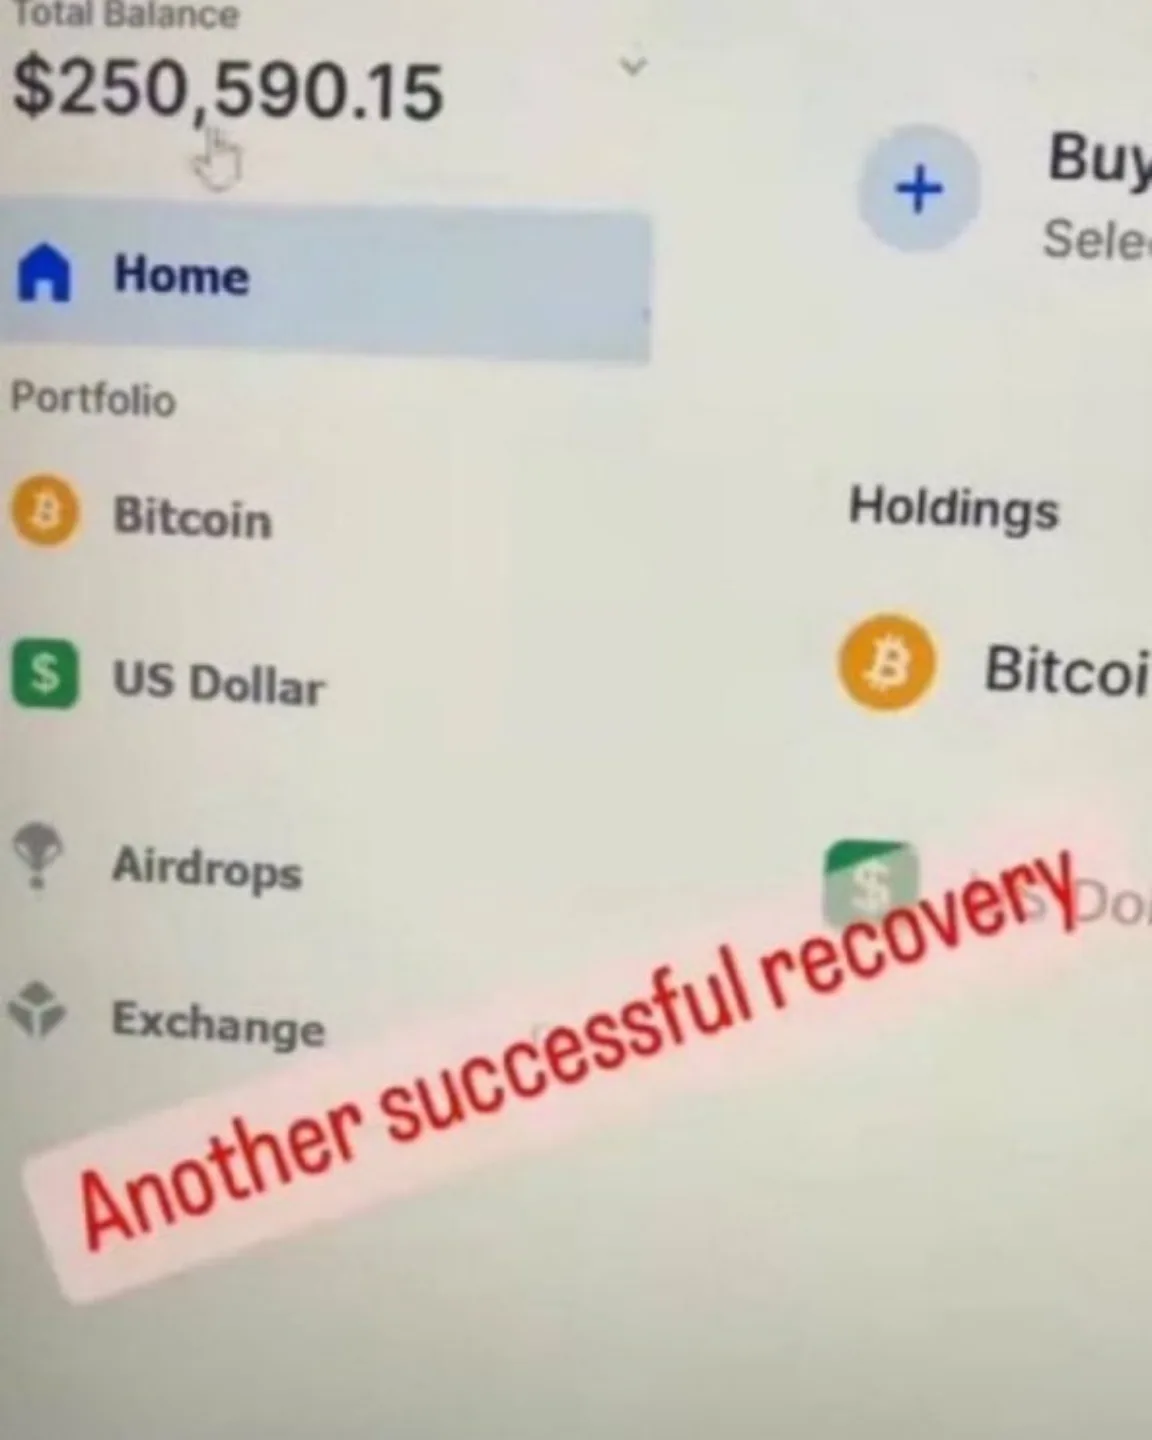 Total Balance
$250,590.15
Buy
Sele
Home
Portfolio
Bitcoin
Holdings
Bitcoi
US Dollar
Airdrops
S Dol
Exchange
Another successful recovery